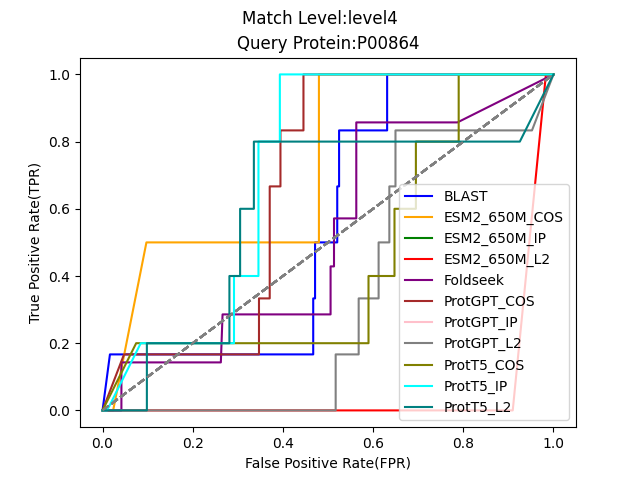 Match Level:level4
Query Protein:P00864
True Positive Rate(TPR)
1.0
0.8
0.6
0.4
0.2
0.0
BLAST
ESM2_650M_COS
ESM2_650M_IP
ESM2_650M_L2
Foldseek
ProtGPT_COS
ProtGPT_IP
ProtGPT_L2
ProtT5_COS
ProtT5_IP
ProtT5_L2
0.0 0.2 0.4 0.6 0.8 1.0
False Positive Rate(FPR)